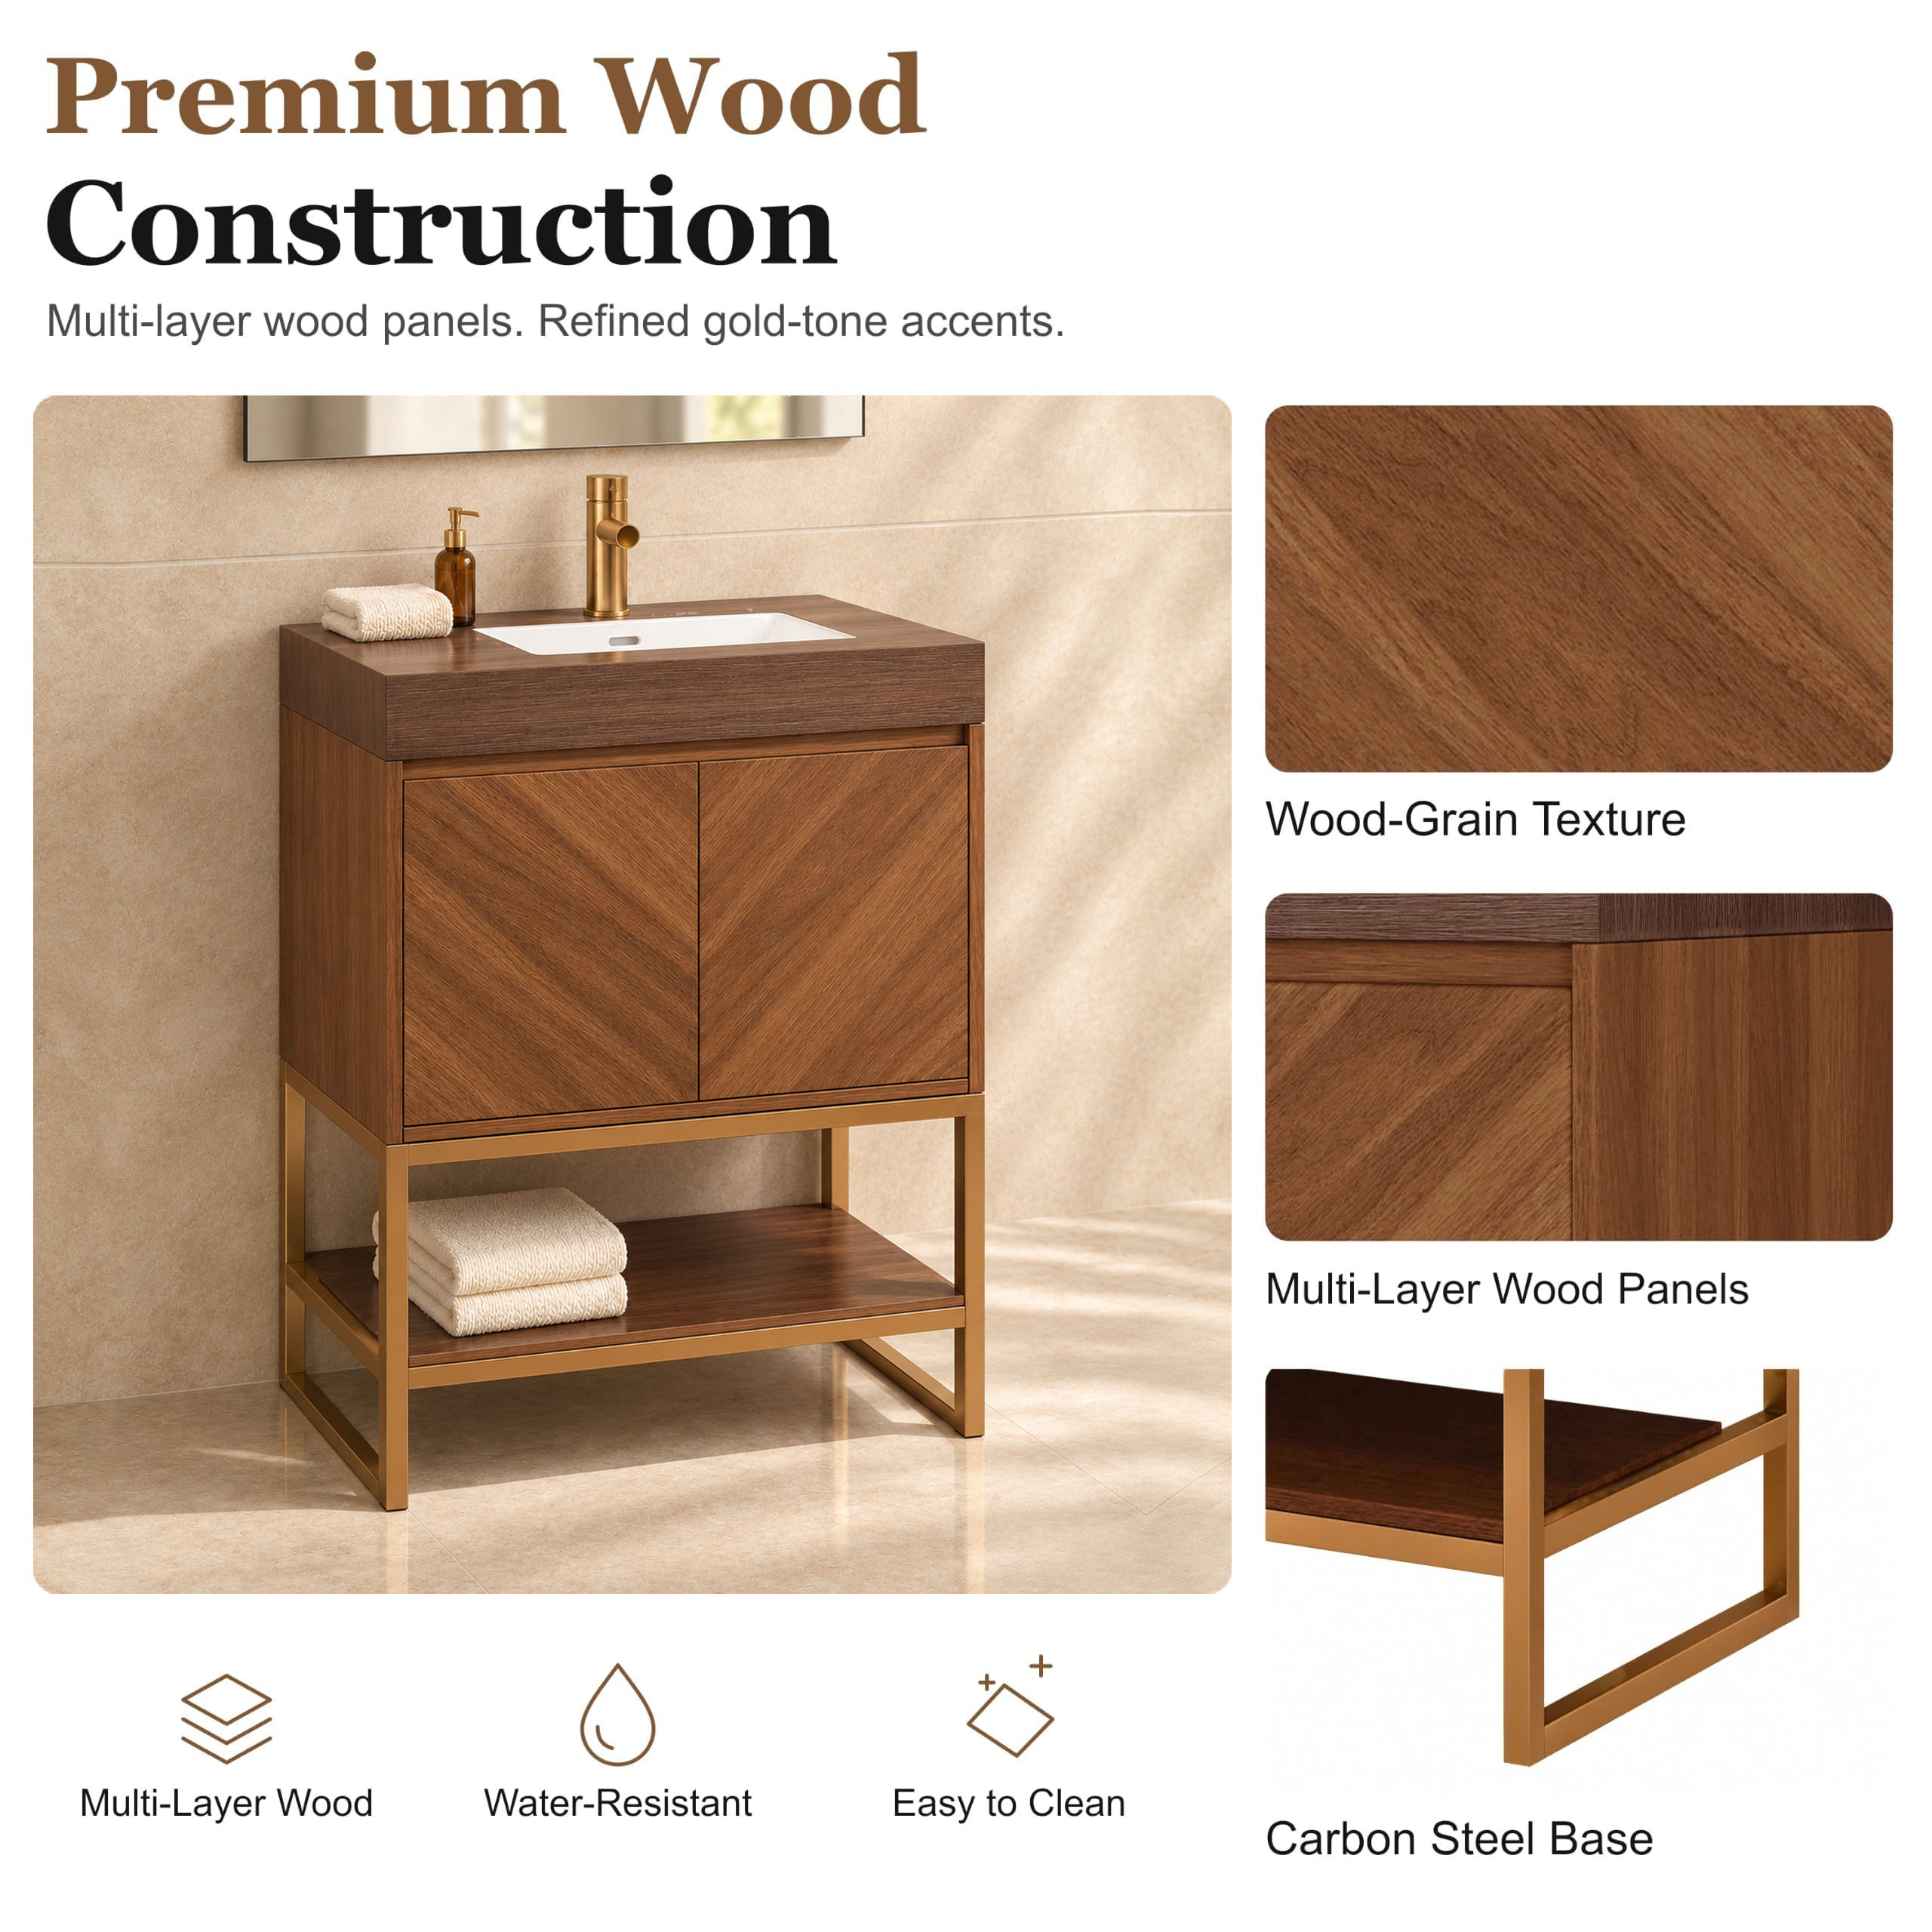 Premium Wood
Construction
Multi-layer wood panels. Refined gold-tone accents.
Wood-Grain Texture
Multi-Layer Wood Panels
Carbon Steel Base
Multi-Layer Wood
Water-Resistant
Easy to Clean